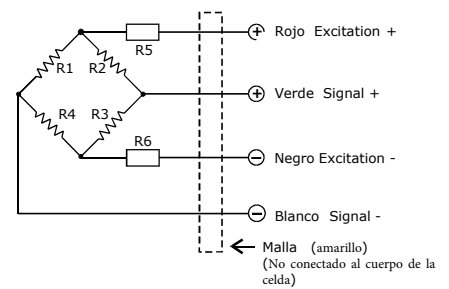 R5
Rojo Excitation +
R1
R2
Verde Signal +
R4
R3
R6
Negro Excitation -
Blanco Signal -
Malla (amarillo)
(No conectado al cuerpo de la
celda)